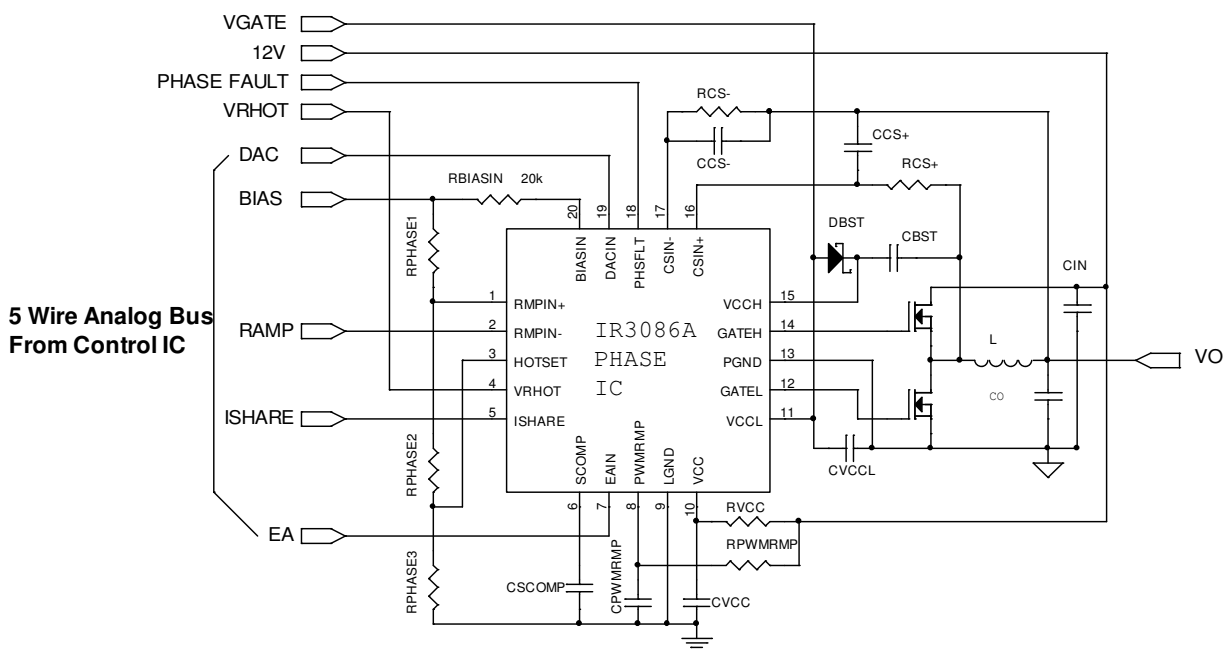 VGATE
12V
PHASE FAULT
VRHOT
DAC
BIAS
5 Wire Analog Bus
From Control IC
RAMP
ISHARE
EA
RBIASIN 20k
RPHASE1
RPHASE2
RPHASE3
RCS-
CCS-
CCS+
RCS+
DBST
CBST
CIN
20
19
18
17
16
BIASIN
DACIN
PHSFLT
CSIN-
CSIN+
1 RMPIN+
2 RMPIN-
3 HOTSET
4 VRHOT
5 ISHARE
IR3086A
PHASE
IC
VCCH 15
GATEH 14
PGND 13
GATEL 12
VCCL 11
SCOMP
EAIN
PWMRMP
LGND
VCC
6
7
8
9
10
L
CO
VO
CVCCL
RVCC
RPWMRMP
CSCOMP
CPWMRMP
CVCC